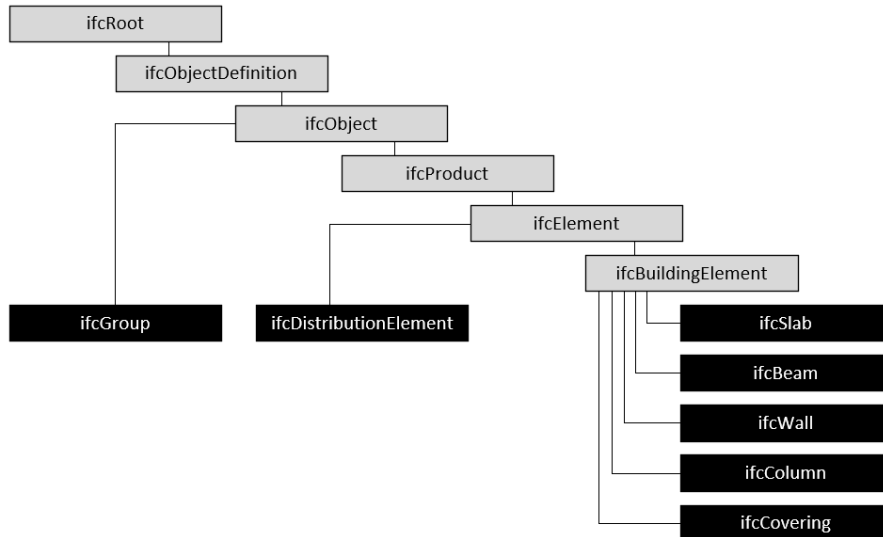 ifcRoot
ifcObjectDefinition
ifcObject
ifcProduct
ifcElement
ifcBuildingElement
ifcGroup
ifcDistributionElement
ifcSlab
ifcBeam
ifcWall
ifcColumn
ifcCovering